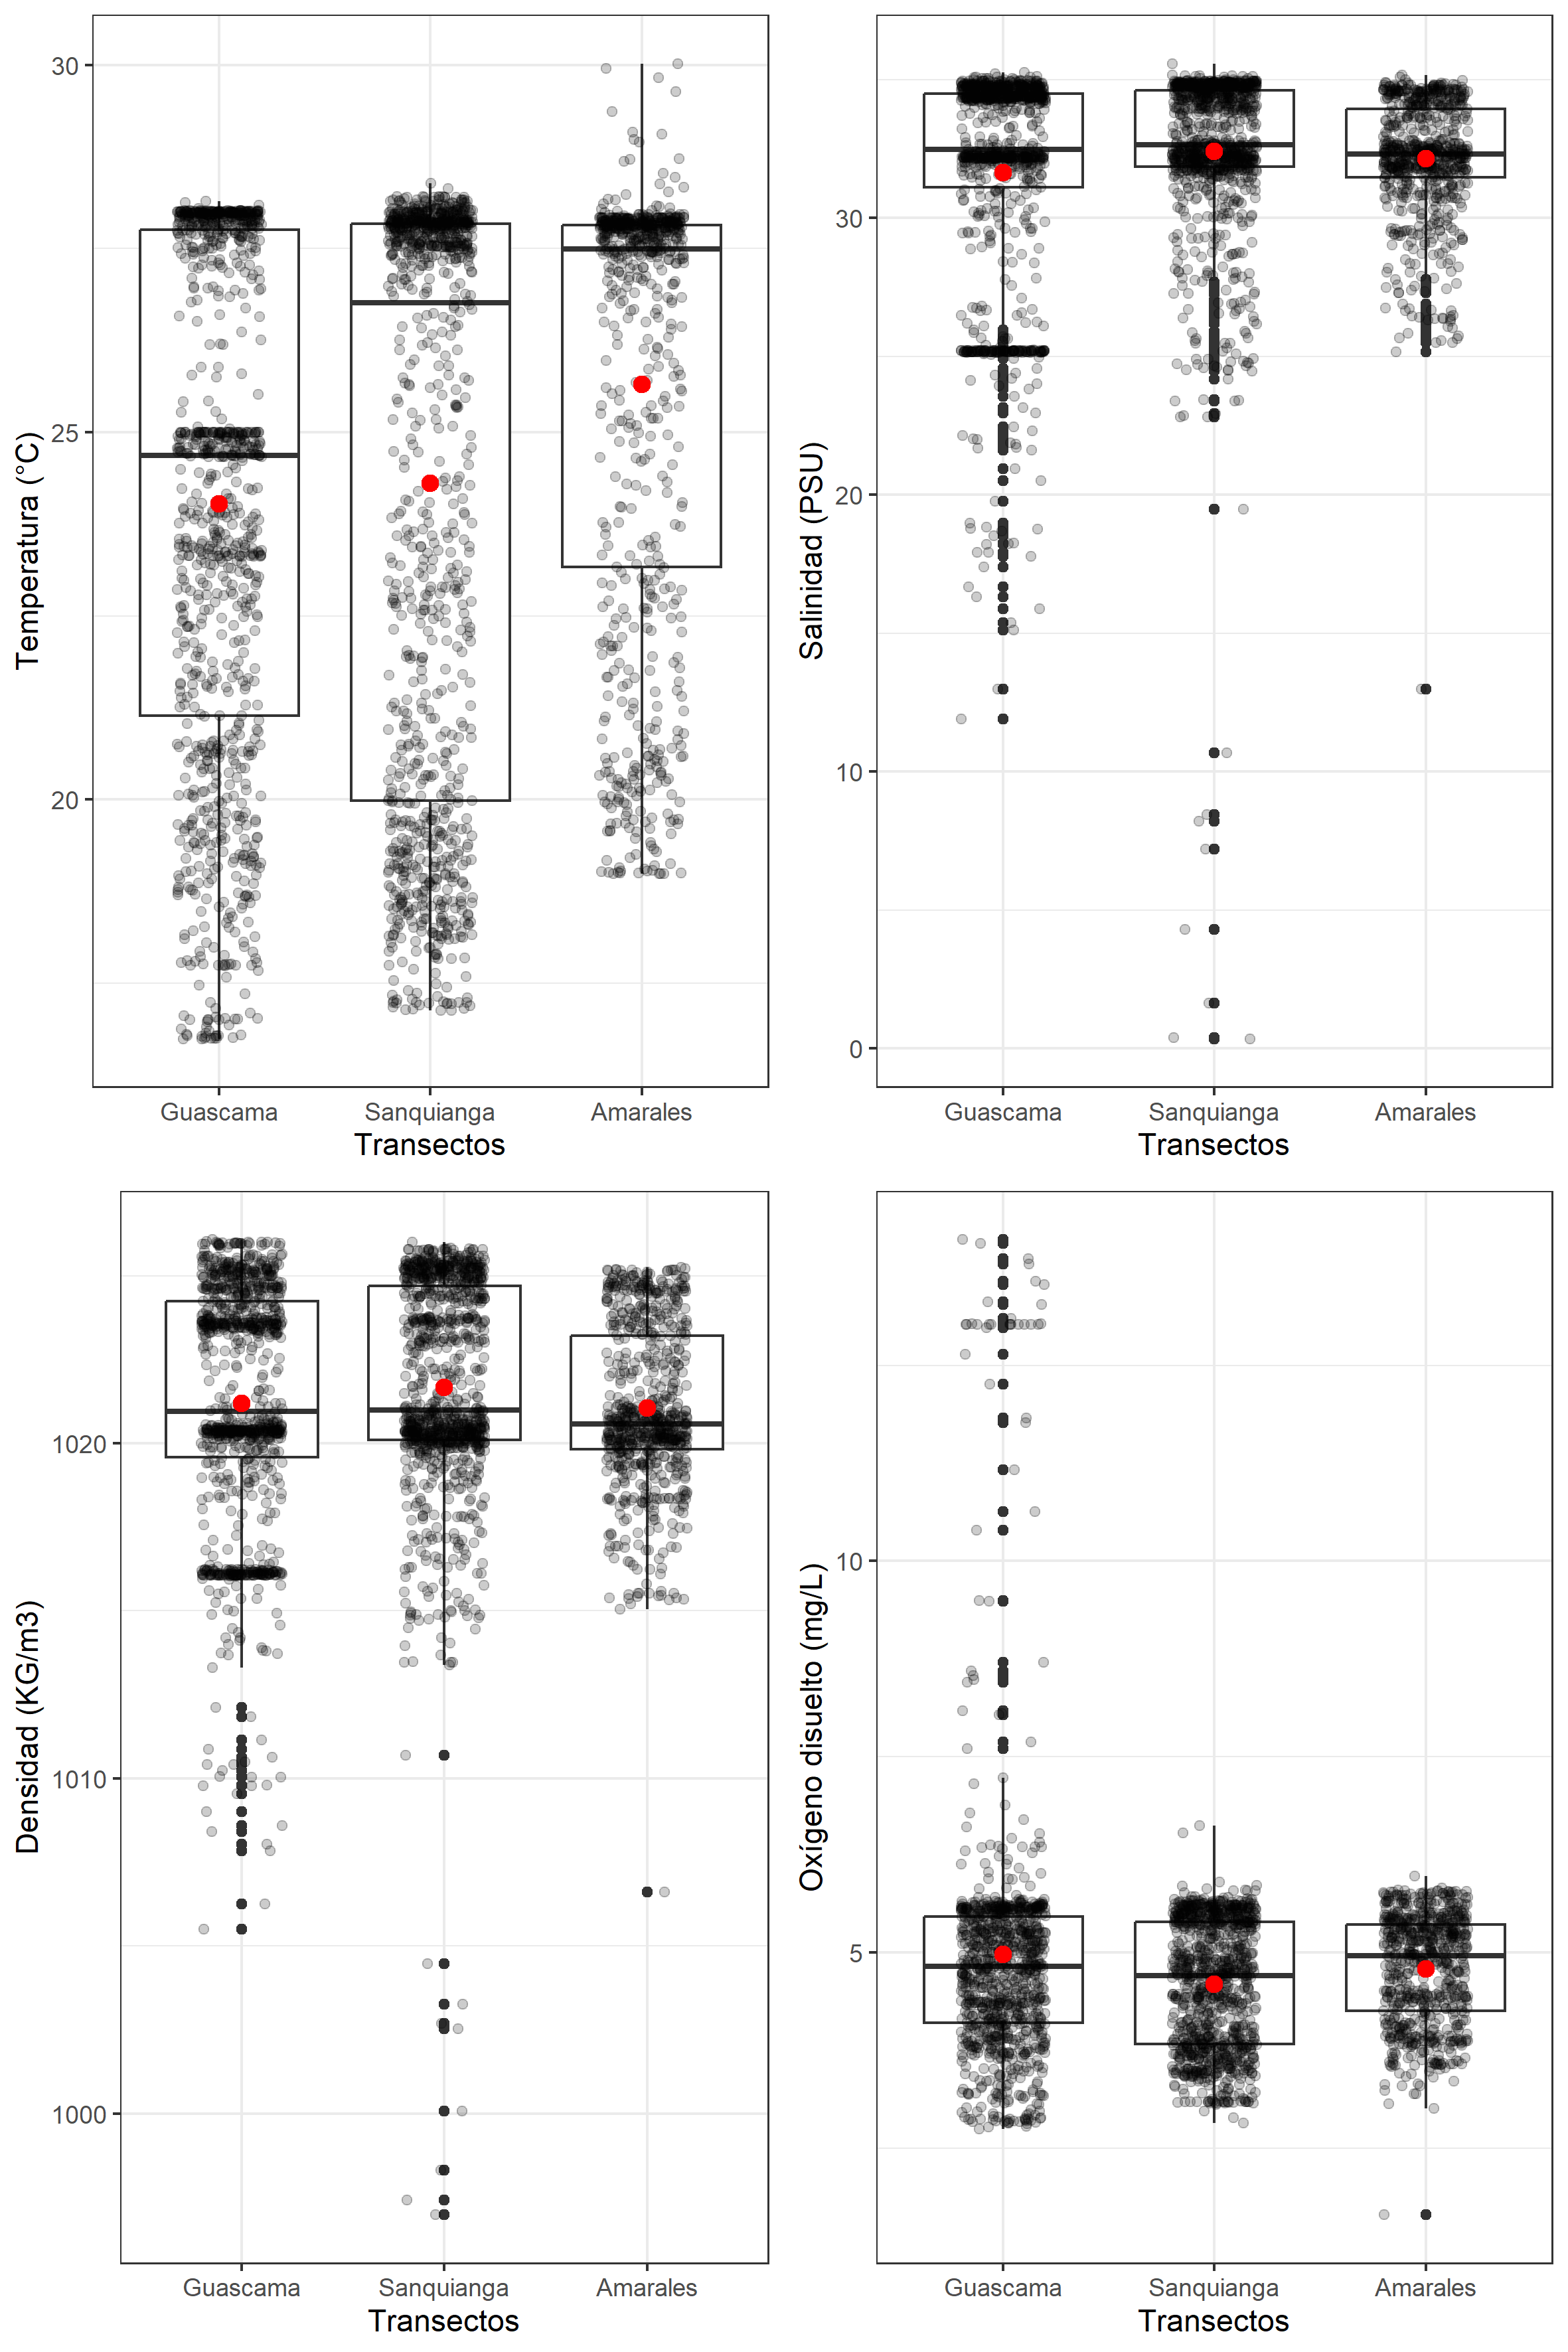 Temperatura (°C)
30
25
20
Guascama Sanquianga Amarales
Transectos
Salinidad (PSU)
30
20
10
0
Guascama Sanquianga Amarales
Transectos
Densidad (KG/m3)
1020
1010
1000
Guascama Sanquianga Amarales
Transectos
Oxígeno disuelto (mg/L)
10
5
Guascama Sanquianga Amarales
Transectos